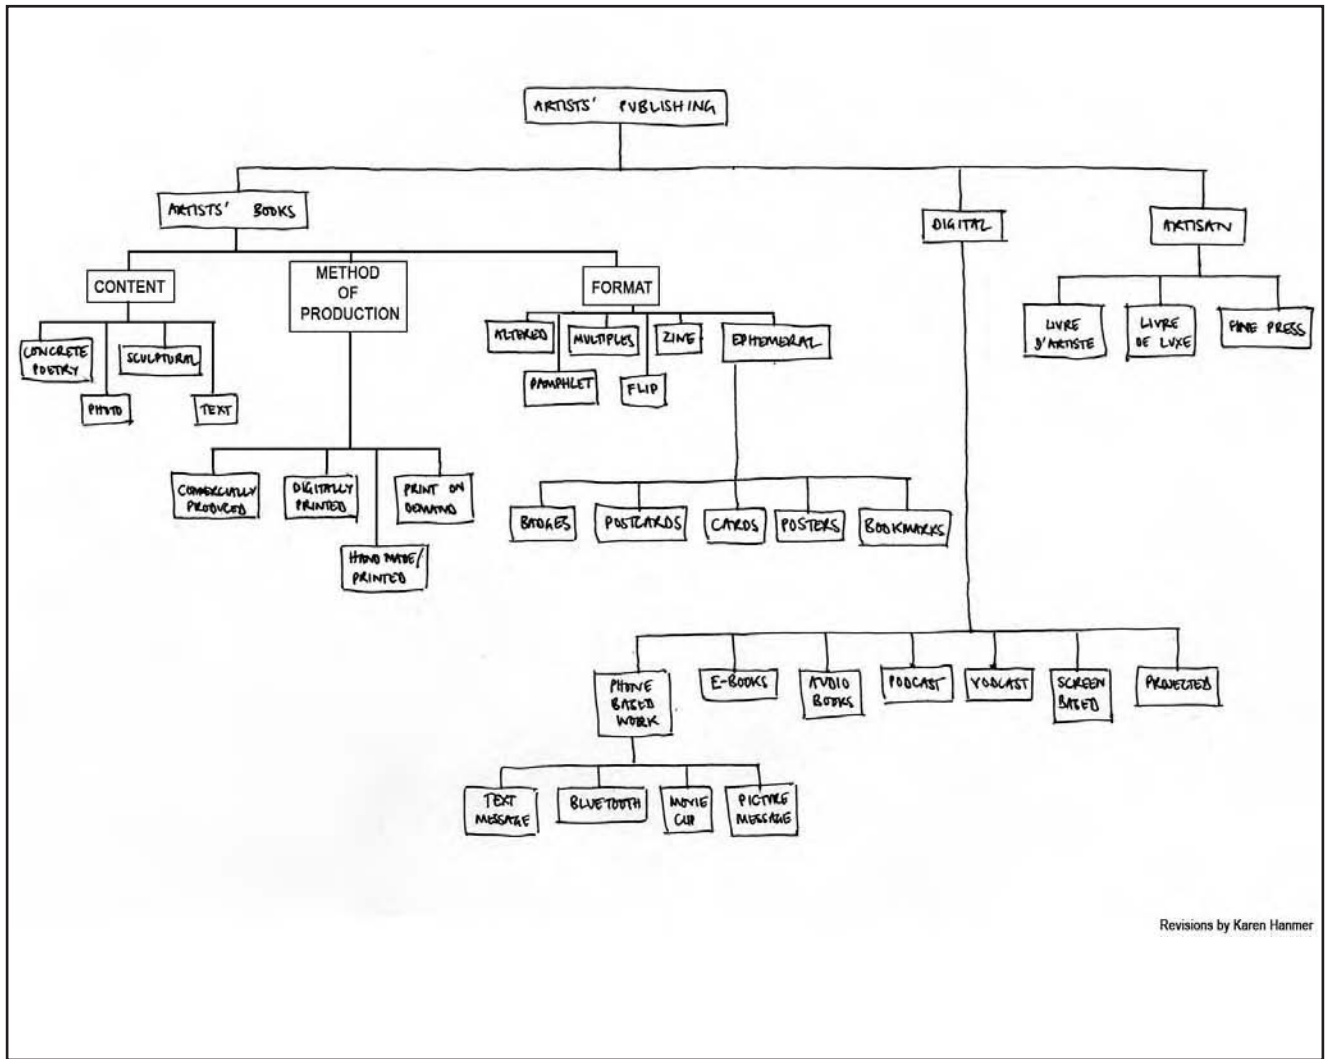 ARTISTS' PUBLISHING
ARTISTS' BOOKS
DIGITAL
ARTISAN
CONTENT
METHOD
OF
PRODUCTION
FORMAT
CONCRETE
POETRY
PHOTO
SCULPTURAL
TEXT
COMMERCIALLY
PRODUCED
DIGITALLY
PRINTED
HAND MADE/
PRINTED
PRINT ON
DEMAND
ALTERED
PAMPHLET
MULTIPLES
FLIP
ZINE
EPHEMERAL
BADGES
POSTCARDS
CARDS
POSTERS
BOOKMARKS
LIVRE
D'ARTISTE
LIVRE
DE LUXE
FINE PRESS
PHONE
BASED
WORK
E-BOOKS
AUDIO
BOOKS
PODCAST
VODCAST
SCREEN
BASED
PROJECTED
TEXT
MESSAGE
BLUETOOTH
MOVIE
CLIP
PICTURE
MESSAGE
Revisions by Karen Hanmer